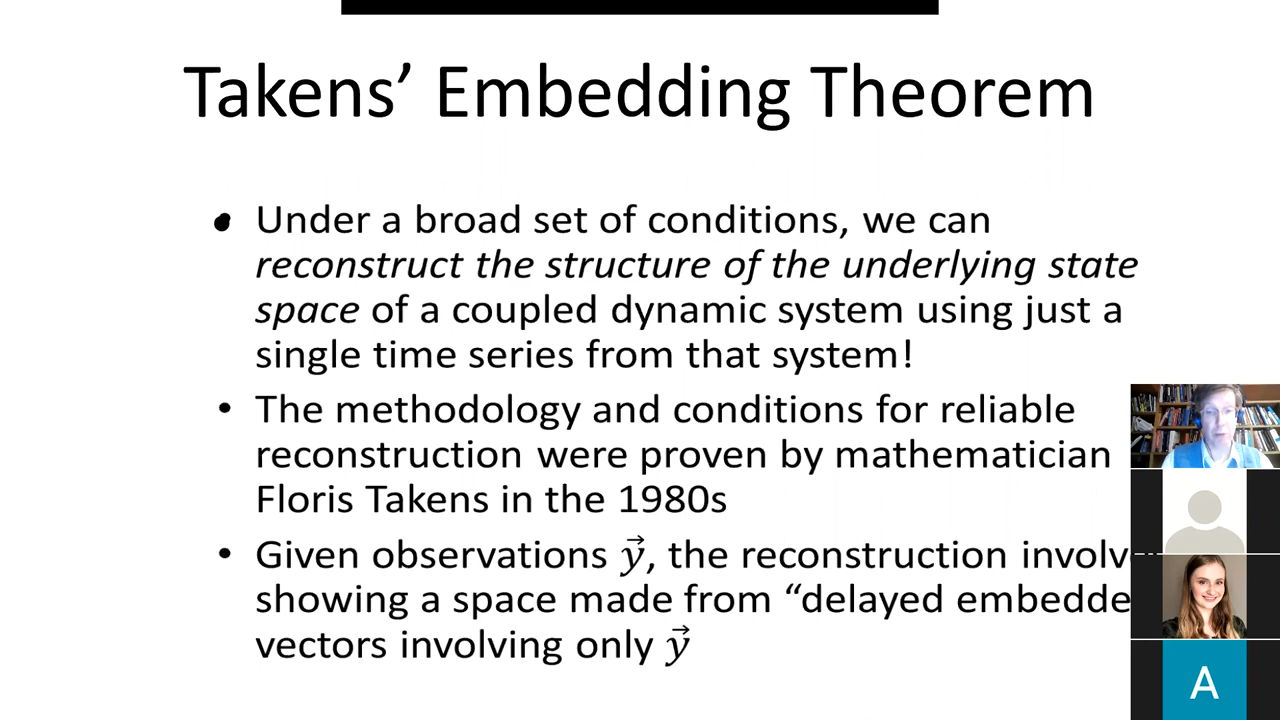 Takens’ Embedding Theorem
• Under a broad set of conditions, we can
reconstruct the structure of the underlying state
space of a coupled dynamic system using just a
single time series from that system!
• The methodology and conditions for reliable
reconstruction were proven by mathematician
Floris Takens in the 1980s
• Given observations y⃗, the reconstruction
showing a space made from “delayed
vectors involving only y⃗
A